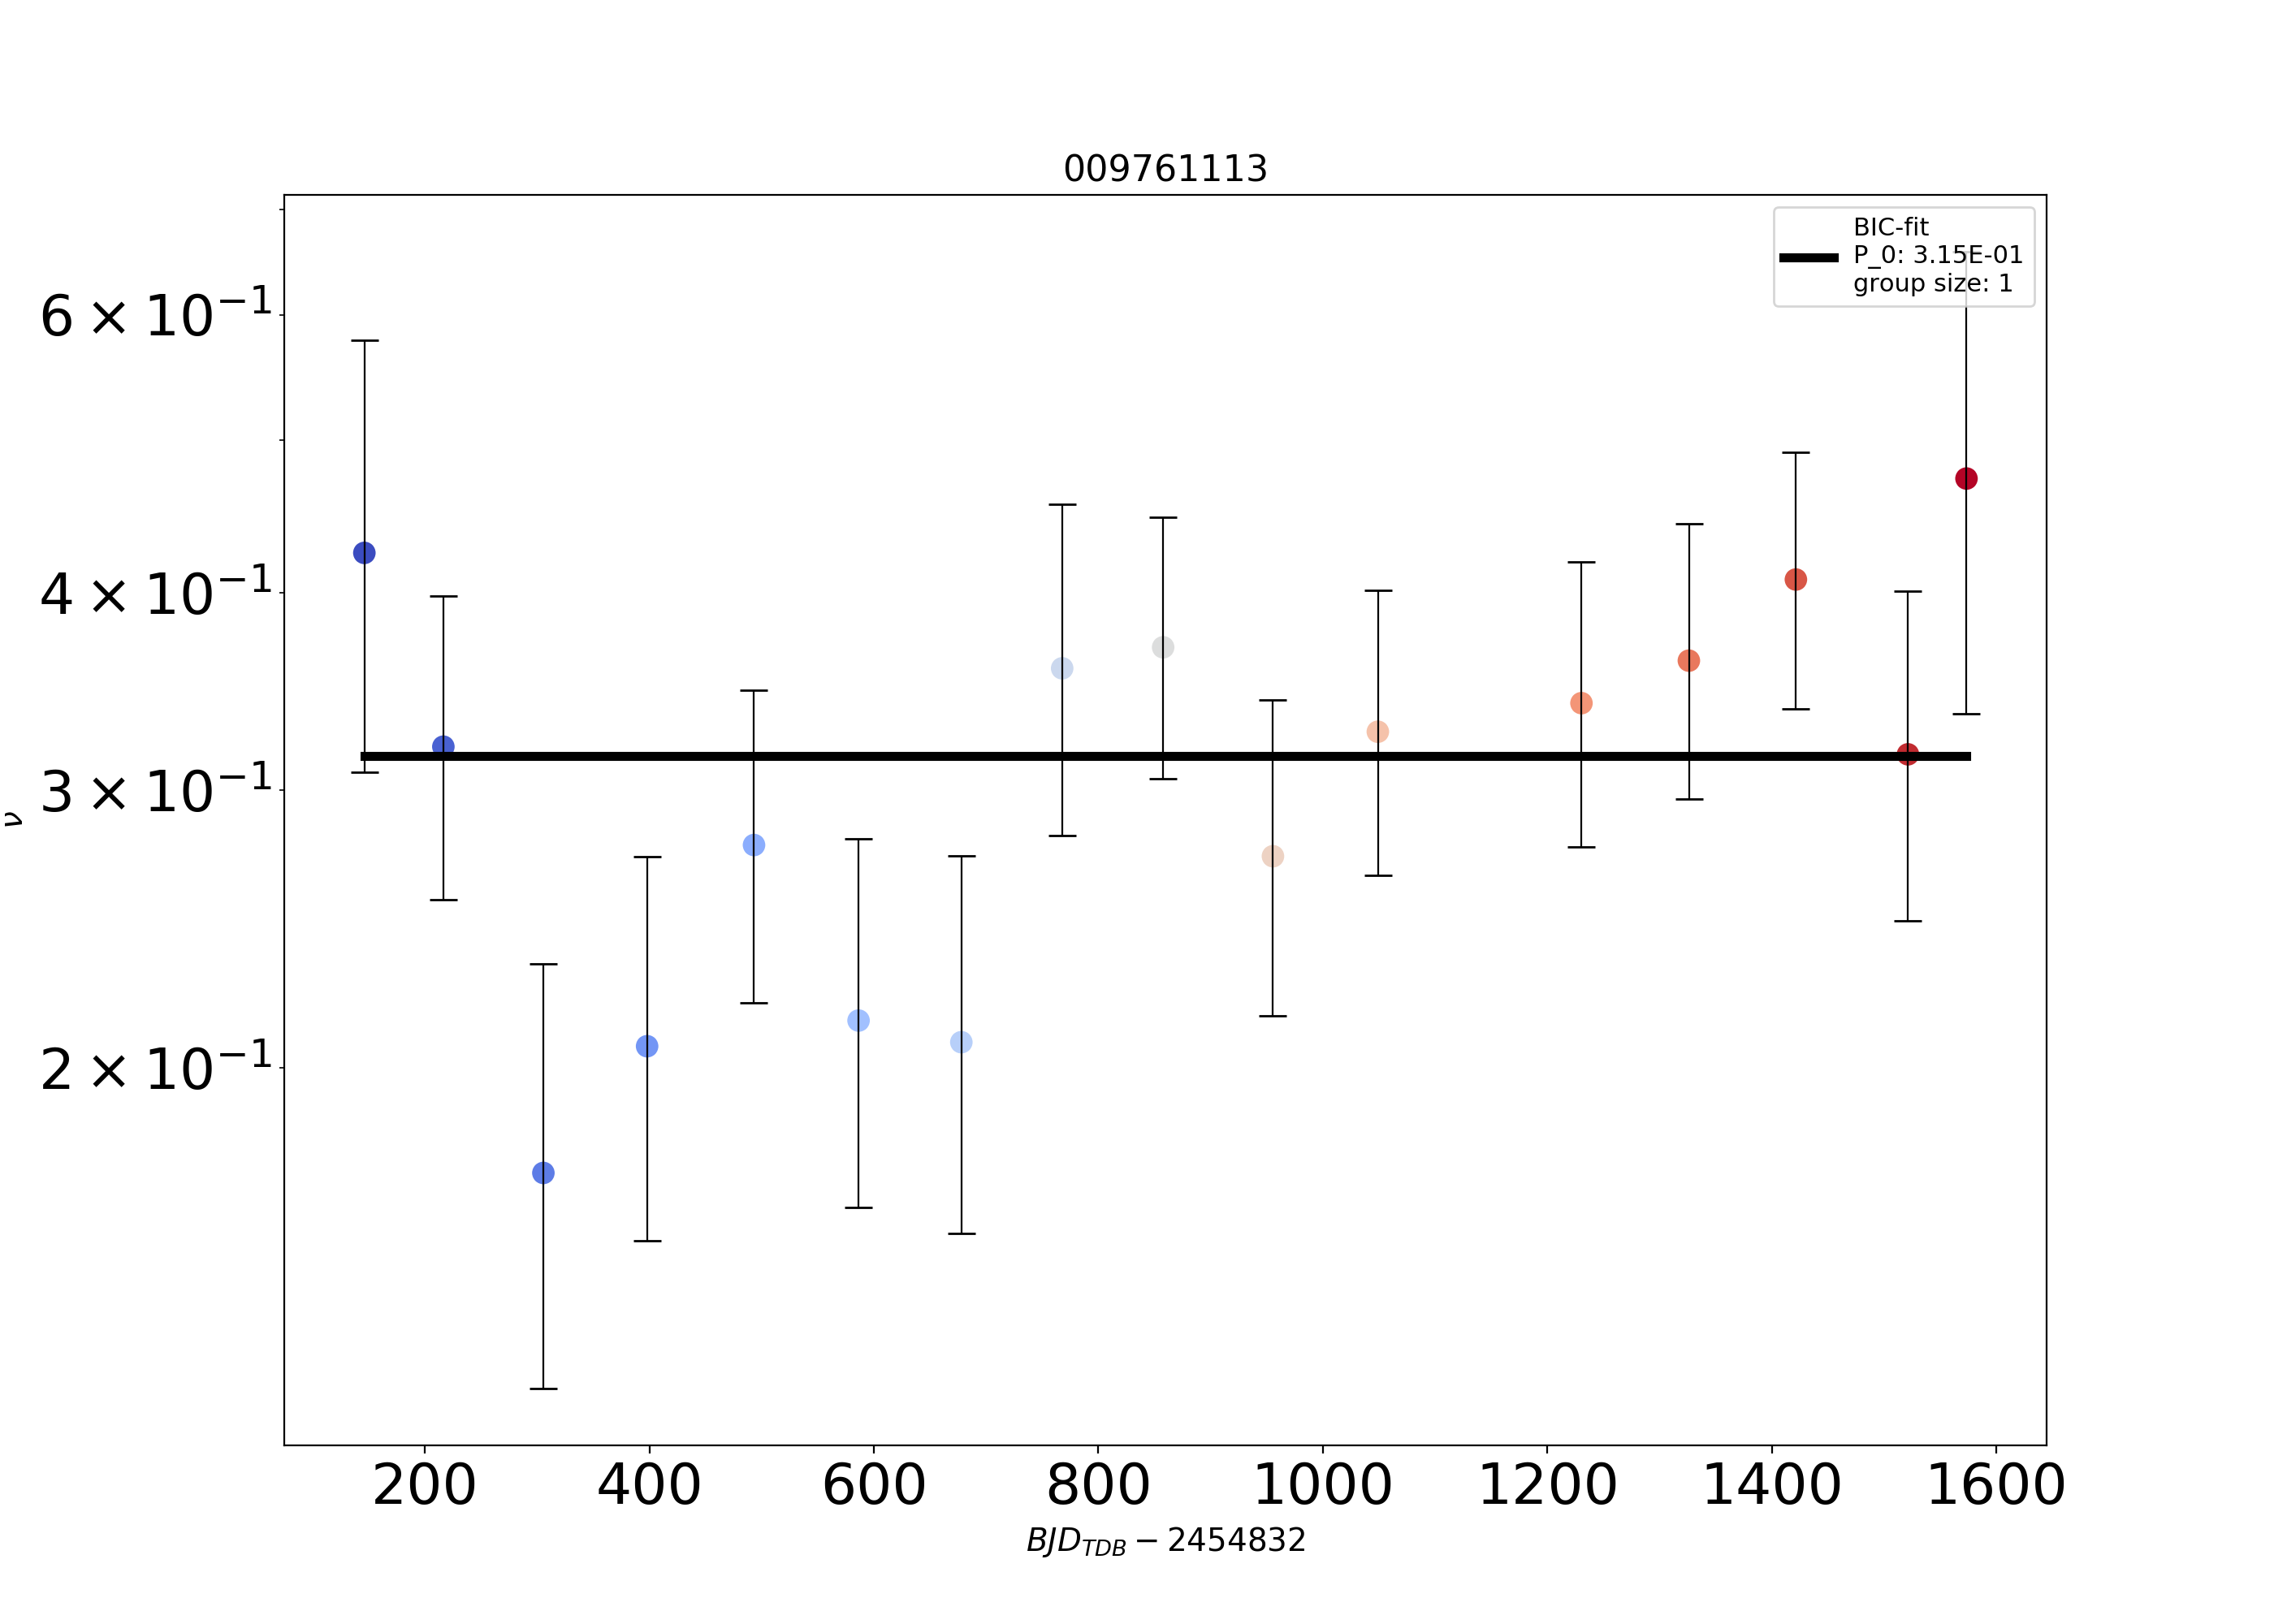 009761113
BIC-fit
P_0: 3.15E-01
group size: 1
6 × 10⁻¹
4 × 10⁻¹
3 × 10⁻¹
2 × 10⁻¹
ν
200 400 600 800 1000 1200 1400 1600
BJD_TDB − 2454832